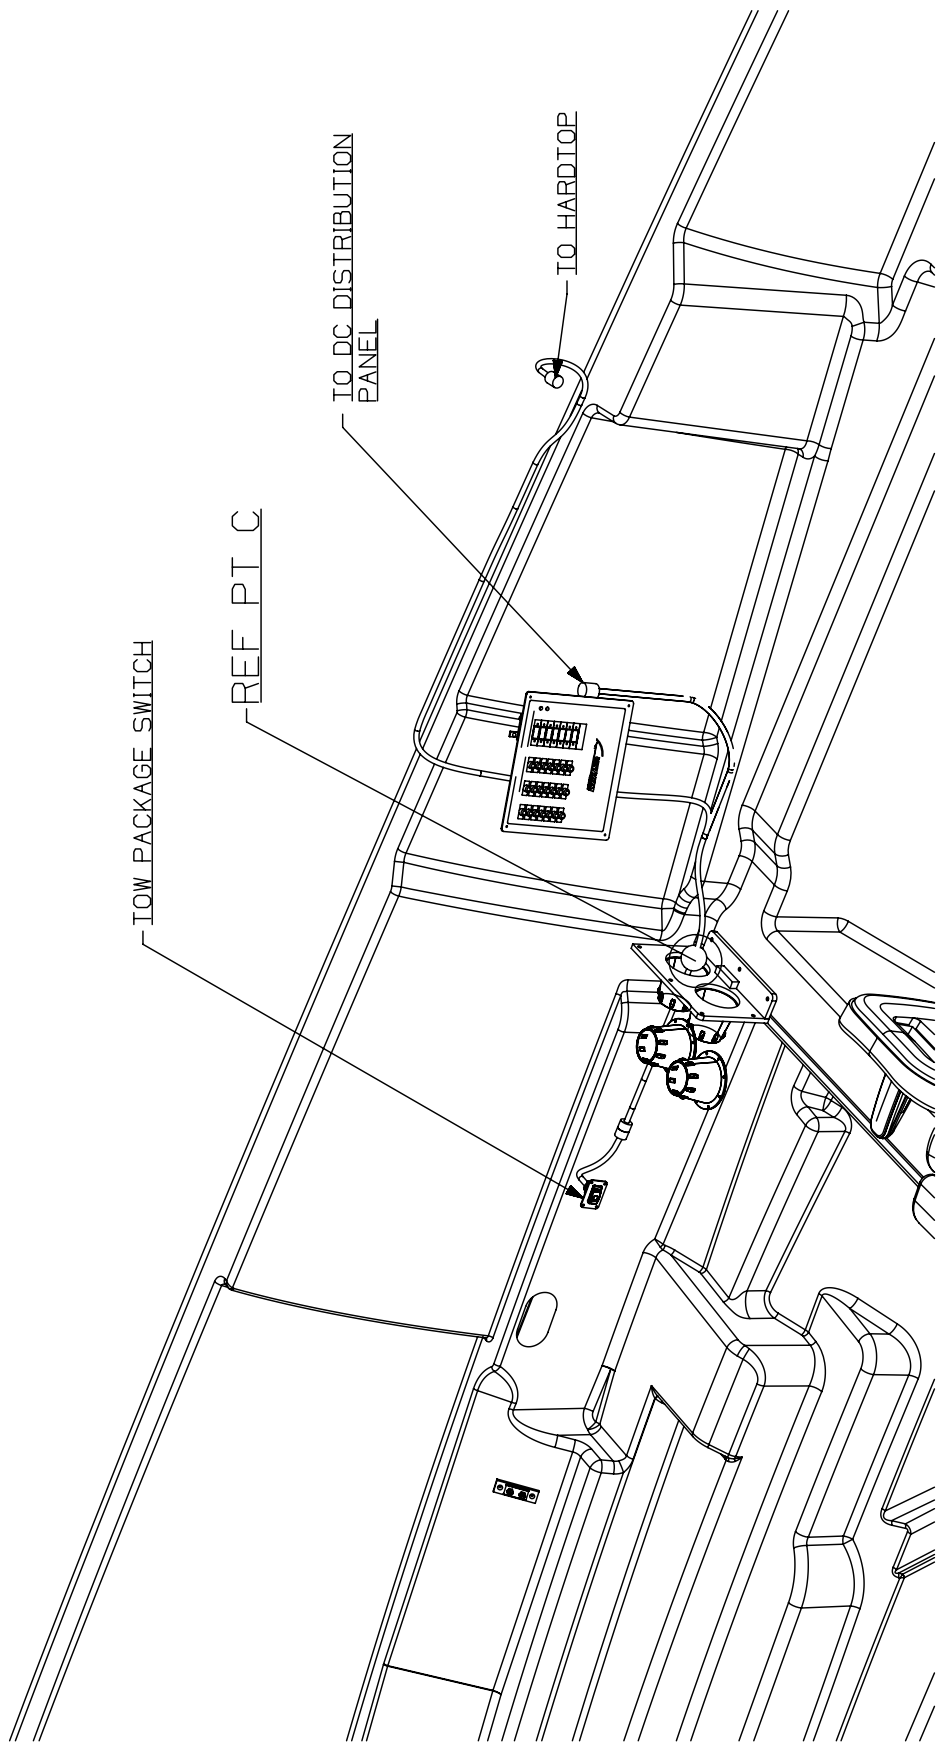 TOW PACKAGE SWITCH
REF PT C
TO DC DISTRIBUTION
PANEL
TO HARDTOP